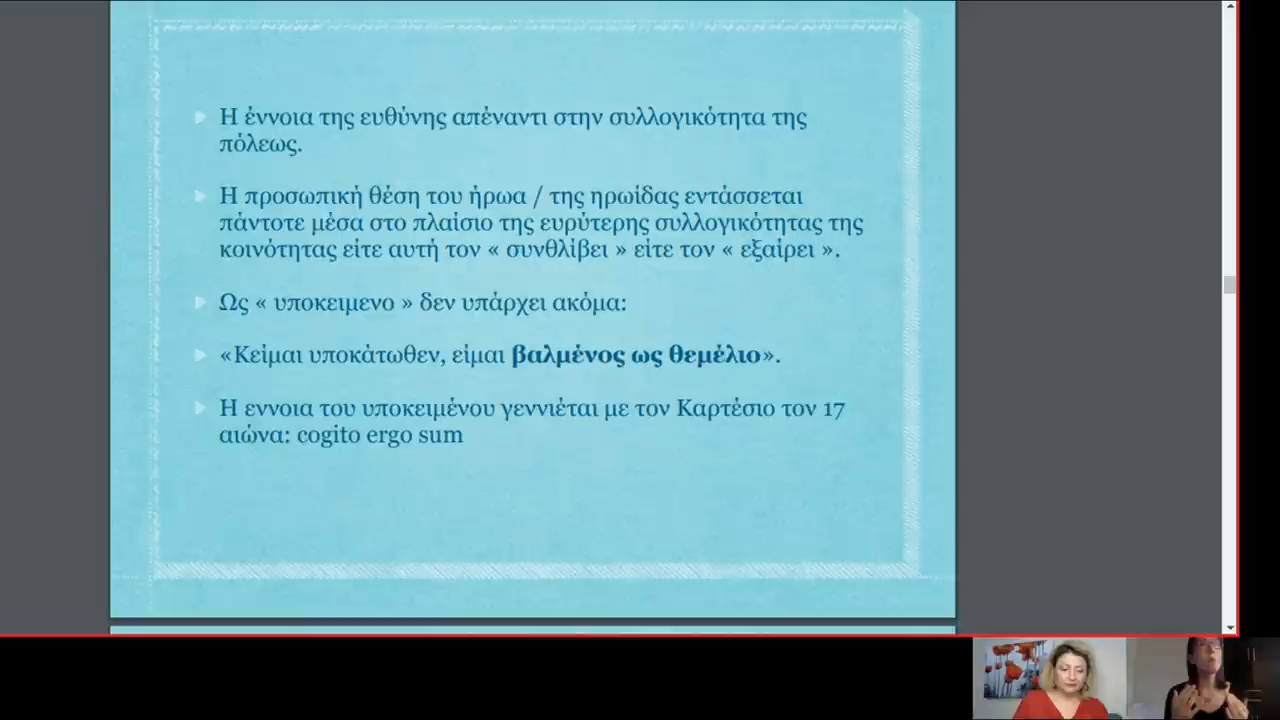 Η έννοια της ευθύνης απέναντι στην συλλογικότητα της
πόλεως.
Η προσωπική θέση του ήρωα / της ηρωίδας εντάσσεται
πάντοτε μέσα στο πλαίσιο της ευρύτερης συλλογικότητας της
κοινότητας είτε αυτή τον « συνθλίβει » είτε τον « εξαίρει ».
Ως « υποκειμενο » δεν υπάρχει ακόμα:
«Κείμαι υποκάτωθεν, είμαι βαλμένος ως θεμέλιο».
Η εννοια του υποκειμένου γεννιέται με τον Καρτέσιο τον 17
αιώνα: cogito ergo sum